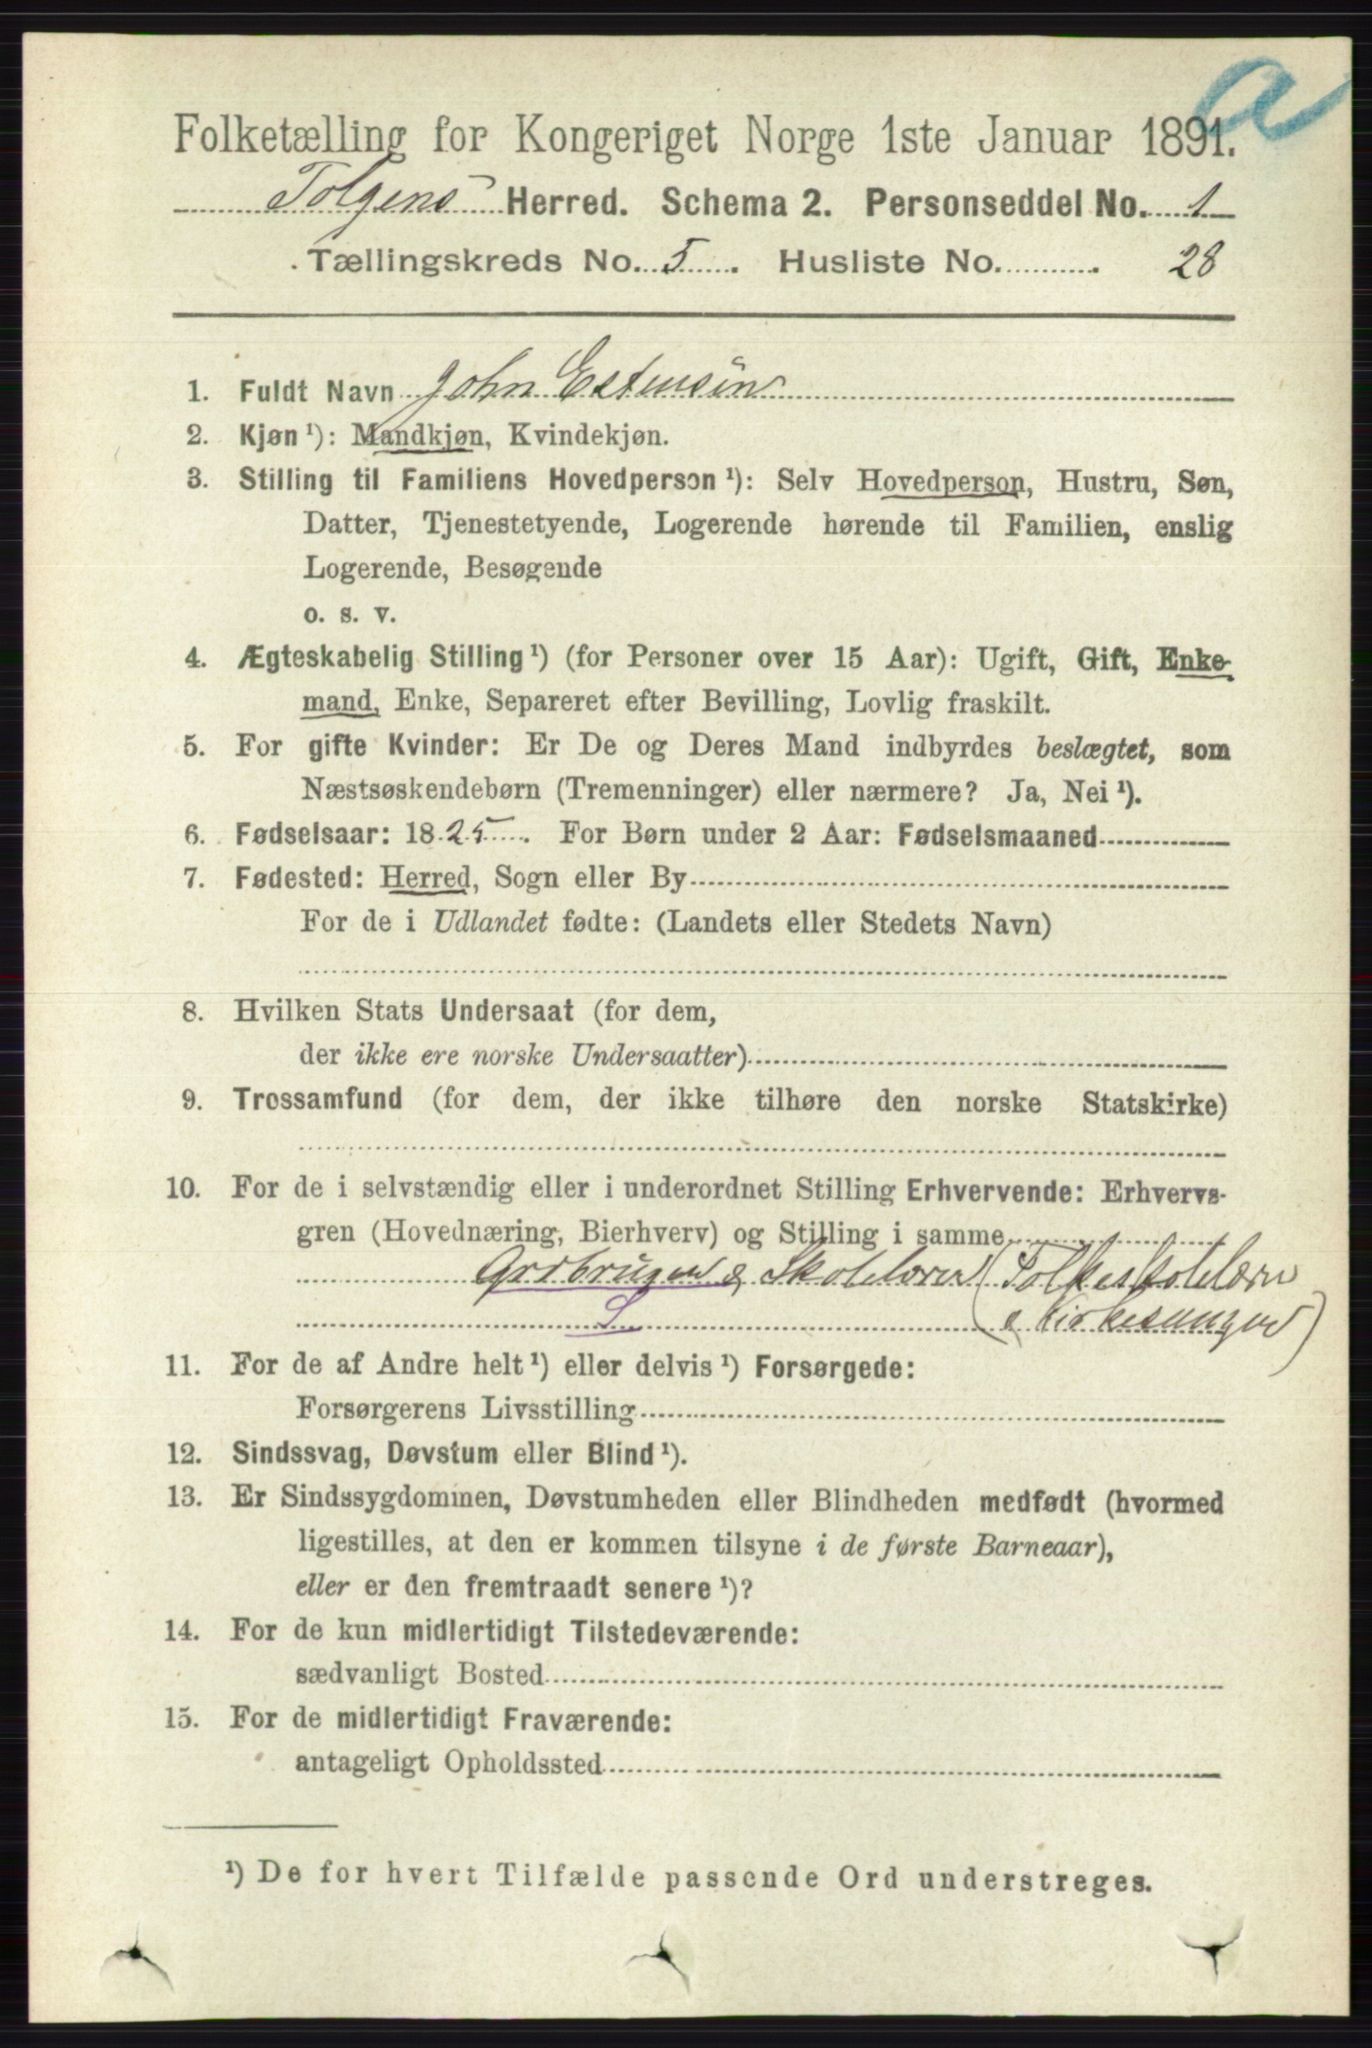 a
Folketælling for Kongeriget Norge 1ste Januar 1891.
Tolgens Herred. Schema 2. Personseddel No. 1
Tællingskreds No. 5. Husliste No. 28
1. Fuldt Navn John Estensen
2. Kjøn ¹): Mandkjøn, Kvindekjøn.
3. Stilling til Familiens Hovedperson ¹): Selv Hovedperson, Hustru, Søn,
Datter, Tjenestetyende, Logerende hørende til Familien, enslig
Logerende, Besøgende
o. s. v.
4. Ægteskabelig Stilling ¹) (for Personer over 15 Aar): Ugift, Gift, Enke-
mand, Enke, Separeret efter Bevilling, Lovlig fraskilt.
5. For gifte Kvinder: Er De og Deres Mand indbyrdes beslægtet, som
Næstsøskendebørn (Tremenninger) eller nærmere? Ja, Nei ¹).
6. Fødselsaar: 1825. For Børn under 2 Aar: Fødselsmaaned
7. Fødested: Herred, Sogn eller By
For de i Udlandet fødte: (Landets eller Stedets Navn)
8. Hvilken Stats Undersaat (for dem,
der ikke ere norske Undersaatter)
9. Trossamfund (for dem, der ikke tilhøre den norske Statskirke)
10. For de i selvstændig eller i underordnet Stilling Erhvervende: Erhvervs-
gren (Hovednæring, Bierhverv) og Stilling i samme
Grdbruger & Skolelærer (Folkeskolelærer
S. & Kirkesanger)
11. For de af Andre helt ¹) eller delvis ¹) Forsørgede:
Forsørgerens Livsstilling
12. Sindssvag, Døvstum eller Blind ¹).
13. Er Sindssygdommen, Døvstumheden eller Blindheden medfødt (hvormed
ligestilles, at den er kommen tilsyne i de første Barneaar),
eller er den fremtraadt senere ¹)?
14. For de kun midlertidigt Tilstedeværende:
sædvanligt Bosted
15. For de midlertidigt Fraværende:
antageligt Opholdssted
¹) De for hvert Tilfælde passende Ord understreges.